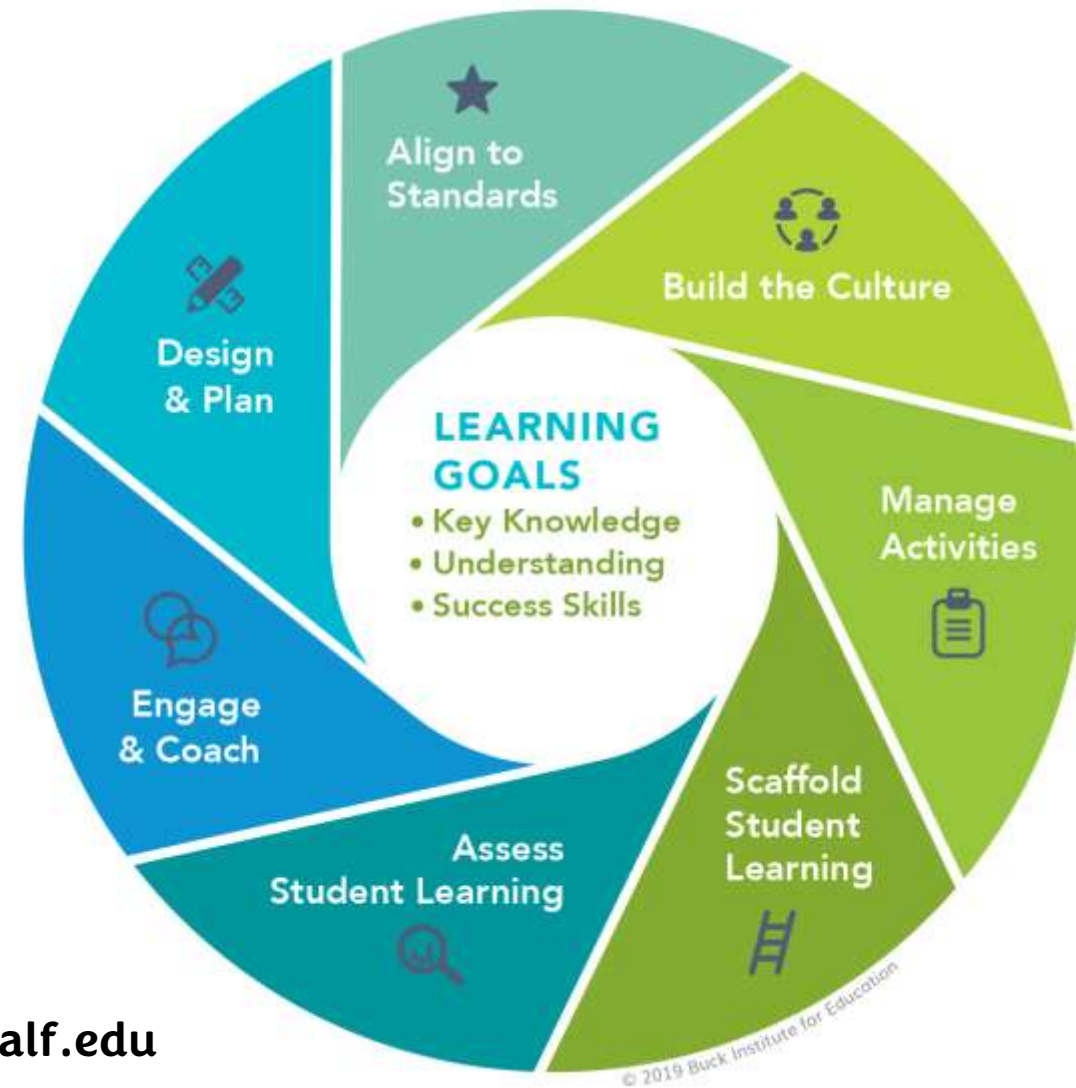 Align to
Standards
Build the Culture
Manage
Activities
Scaffold
Student
Learning
Assess
Student Learning
Engage
& Coach
Design
& Plan
LEARNING
GOALS
• Key Knowledge
• Understanding
• Success Skills
© 2019 Buck Institute for Education
alf.edu